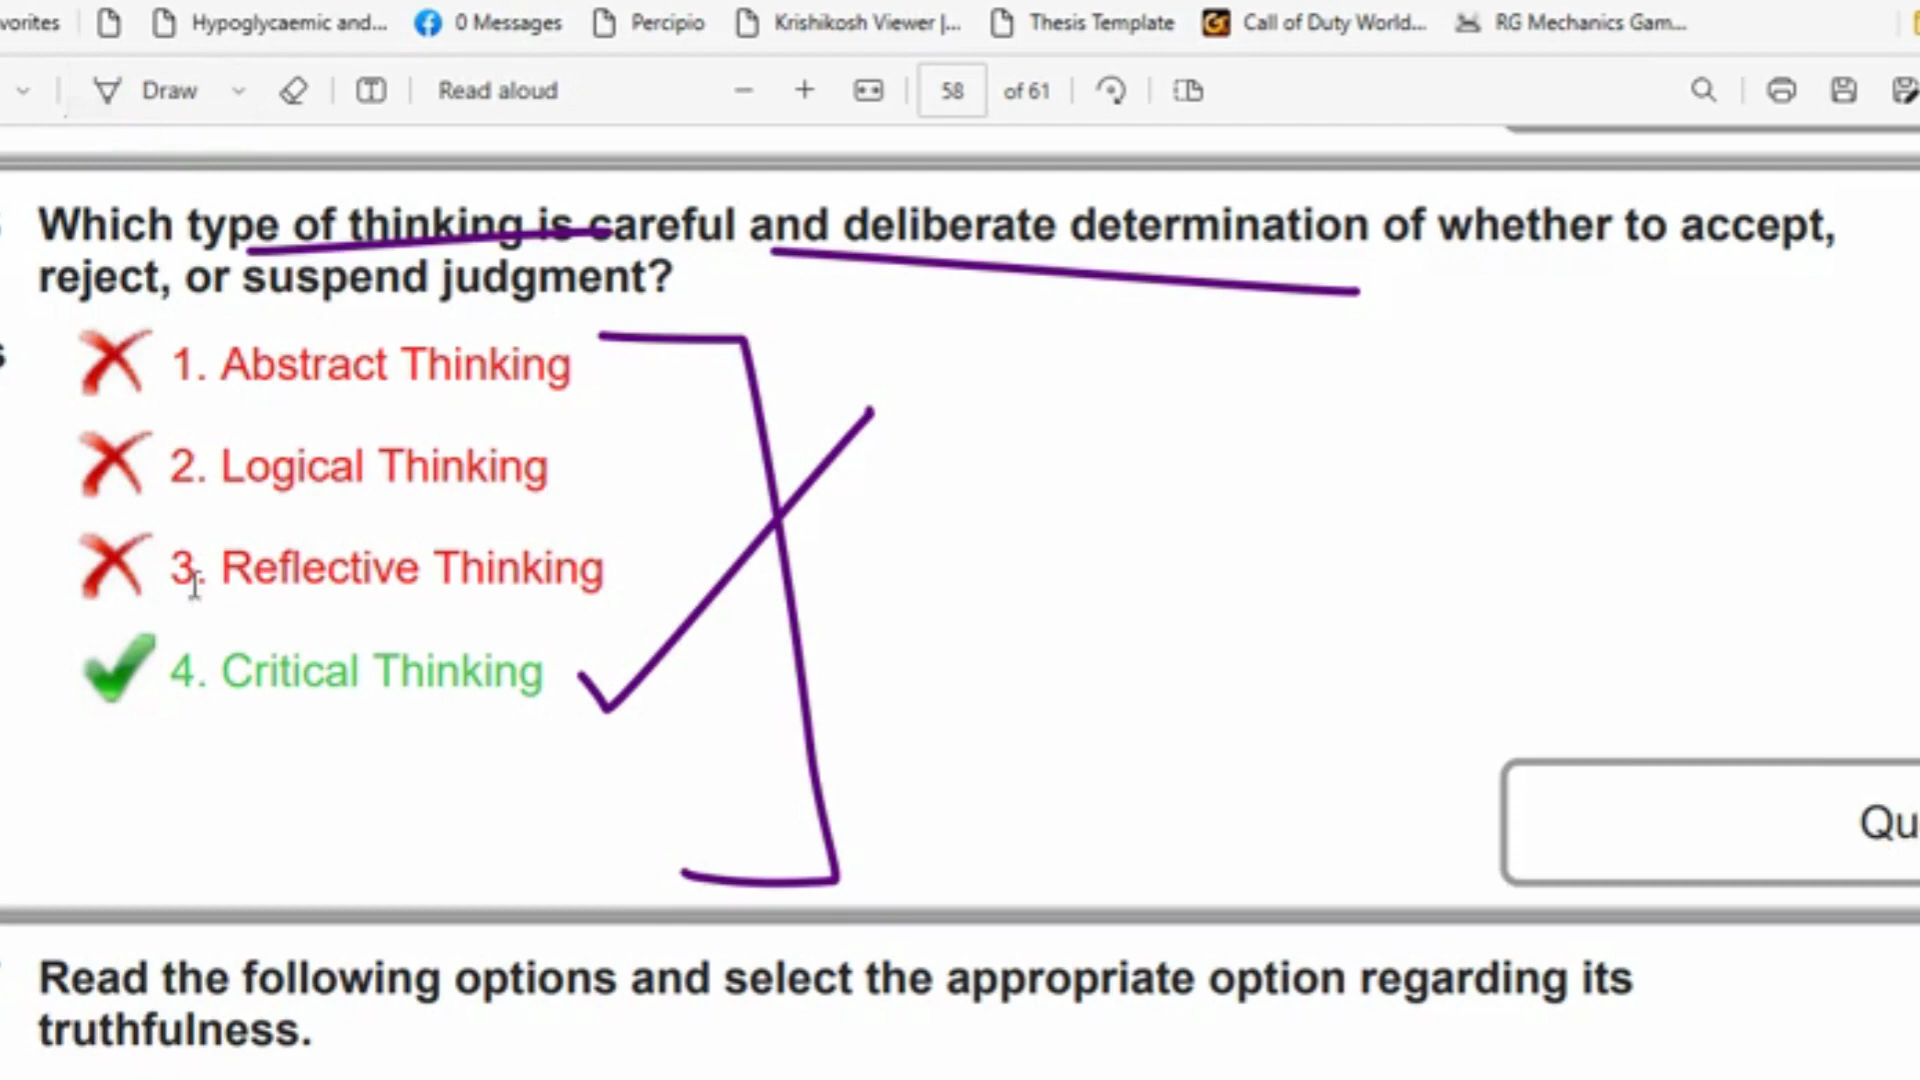 vorites Hypoglycaemic and... 0 Messages Percipio Krishikosh Viewer |... Thesis Template Call of Duty World... RG Mechanics Gam...
Draw Read aloud 58 of 61
Which type of thinking is careful and deliberate determination of whether to accept,
reject, or suspend judgment?
1. Abstract Thinking
2. Logical Thinking
3. Reflective Thinking
4. Critical Thinking
Qu
Read the following options and select the appropriate option regarding its
truthfulness.